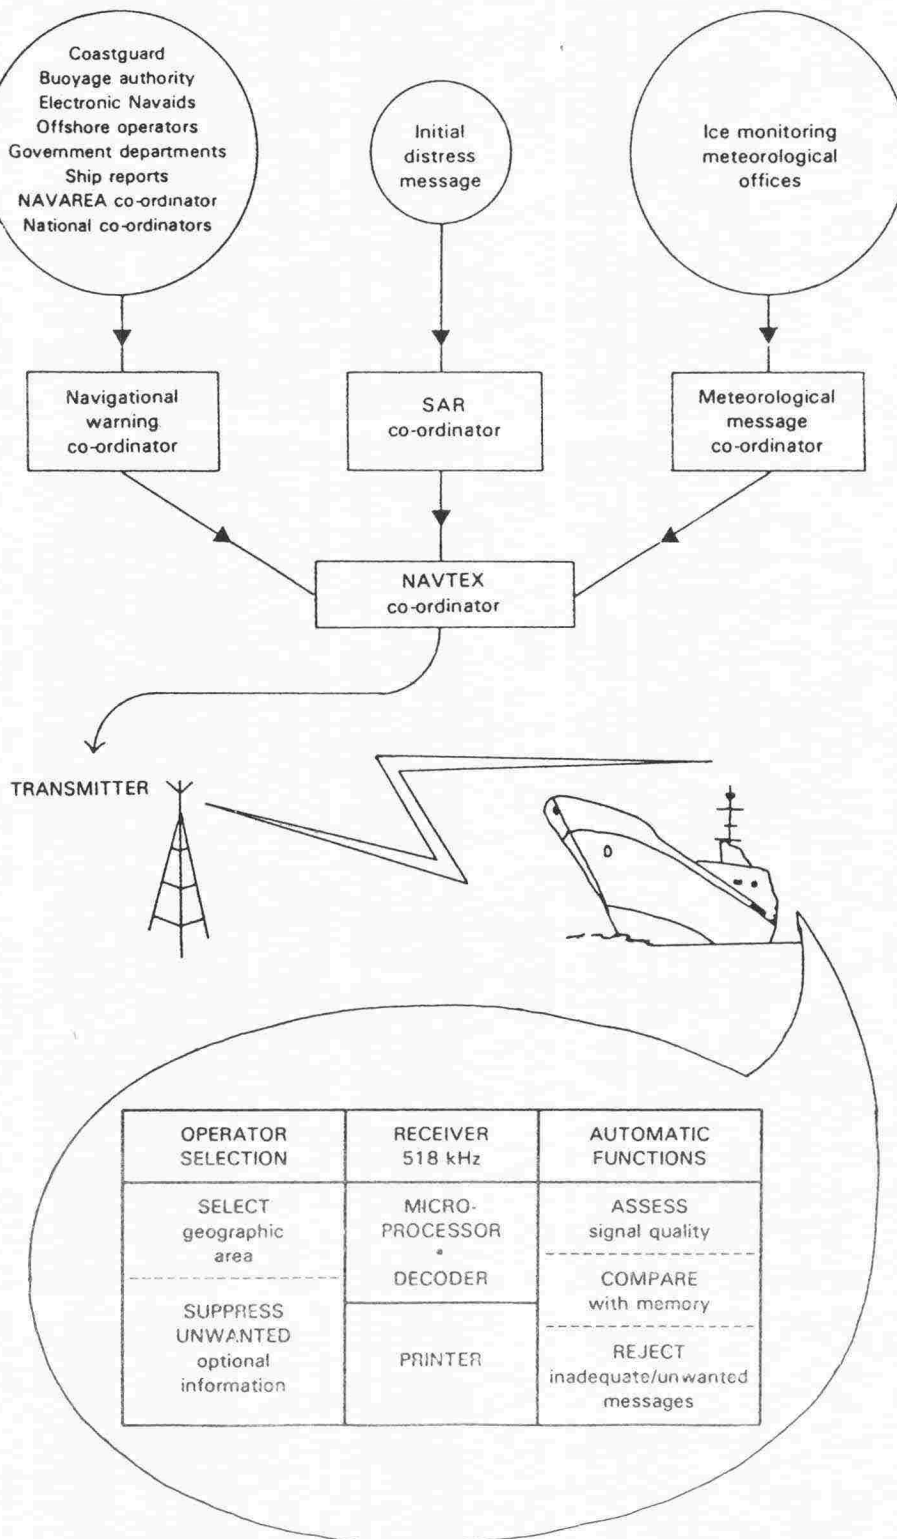 Coastguard
Buoyage authority
Electronic Navaids
Offshore operators
Government departments
Ship reports
NAVAREA co-ordinator
National co-ordinators
Initial
distress
message
Ice monitoring
meteorological
offices
Navigational
warning
co-ordinator
SAR
co-ordinator
Meteorological
message
co-ordinator
NAVTEX
co-ordinator
TRANSMITTER
OPERATOR
SELECTION
RECEIVER
518 kHz
AUTOMATIC
FUNCTIONS
SELECT
geographic
area
SUPPRESS
UNWANTED
optional
information
MICRO-
PROCESSOR
•
DECODER
PRINTER
ASSESS
signal quality
COMPARE
with memory
REJECT
inadequate/unwanted
messages